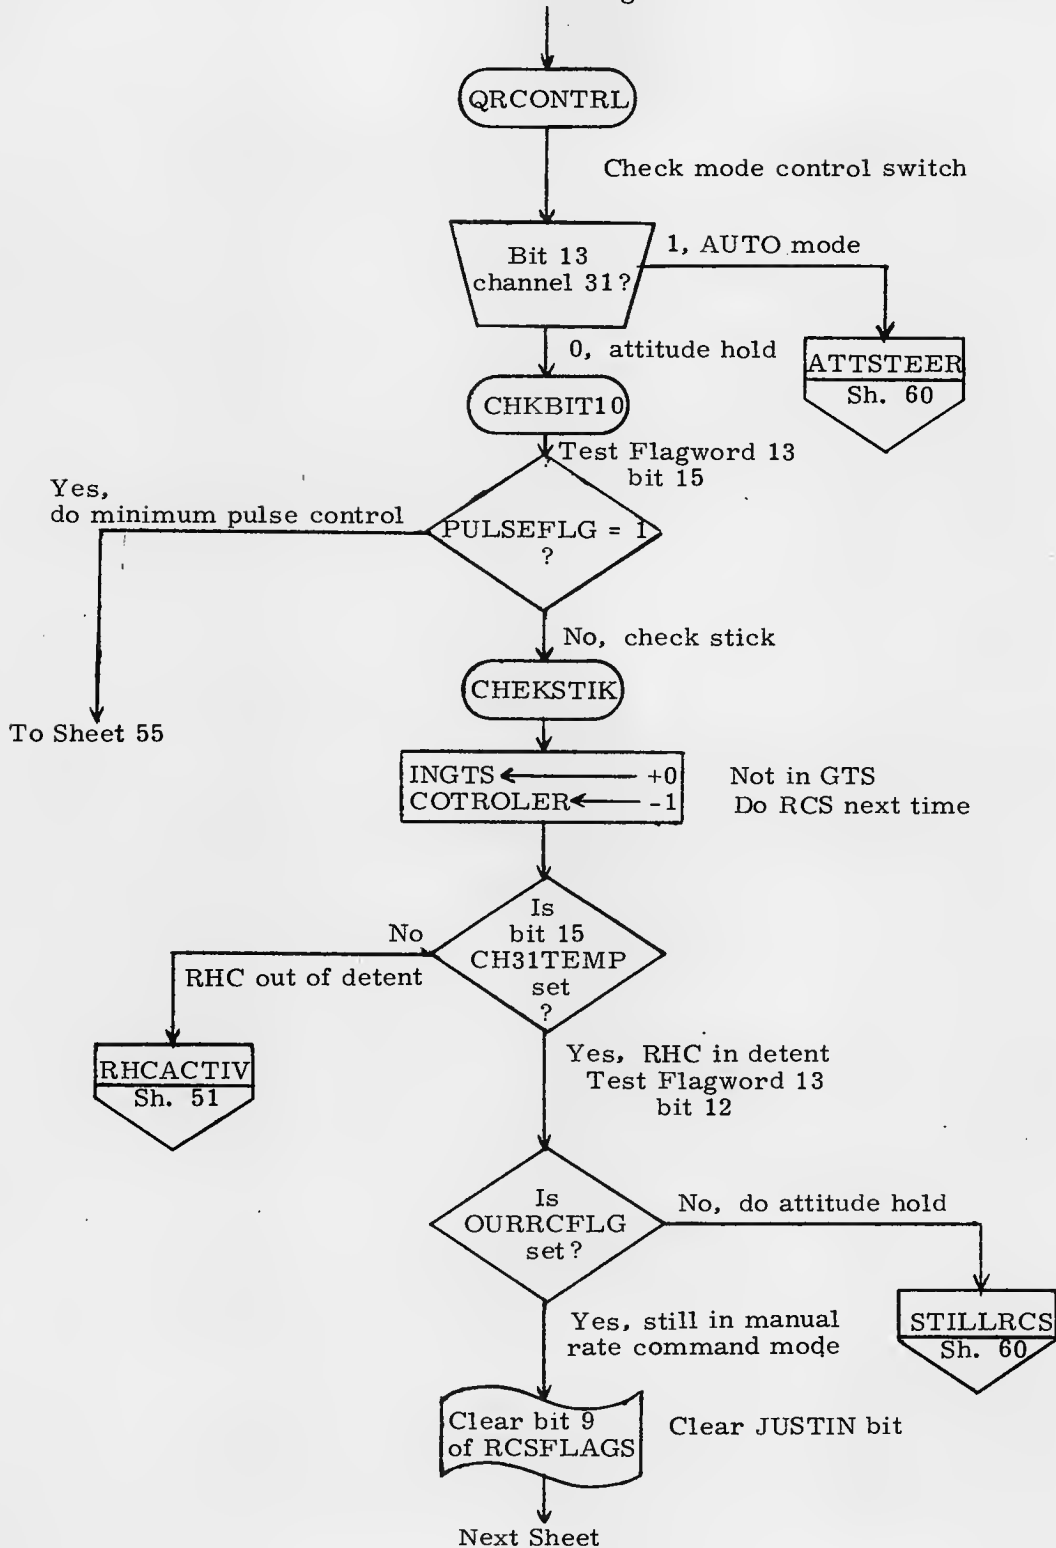 QRCONTRL
Check mode control switch
Bit 13
channel 31?
1, AUTO mode
0, attitude hold
ATTSTEER
Sh. 60
CHKBIT10
Test Flagword 13
bit 15
Yes,
do minimum pulse control
PULSEFLG = 1
?
No, check stick
CHEKSTIK
To Sheet 55
INGTS ← +0
COTROLER ← -1
Not in GTS
Do RCS next time
Is
bit 15
CH31TEMP
set
?
No
RHC out of detent
RHCACTIV
Sh. 51
Yes, RHC in detent
Test Flagword 13
bit 12
Is
OURRCFLG
set?
No, do attitude hold
STILLRCS
Sh. 60
Yes, still in manual
rate command mode
Clear bit 9
of RCSFLAGS
Clear JUSTIN bit
Next Sheet